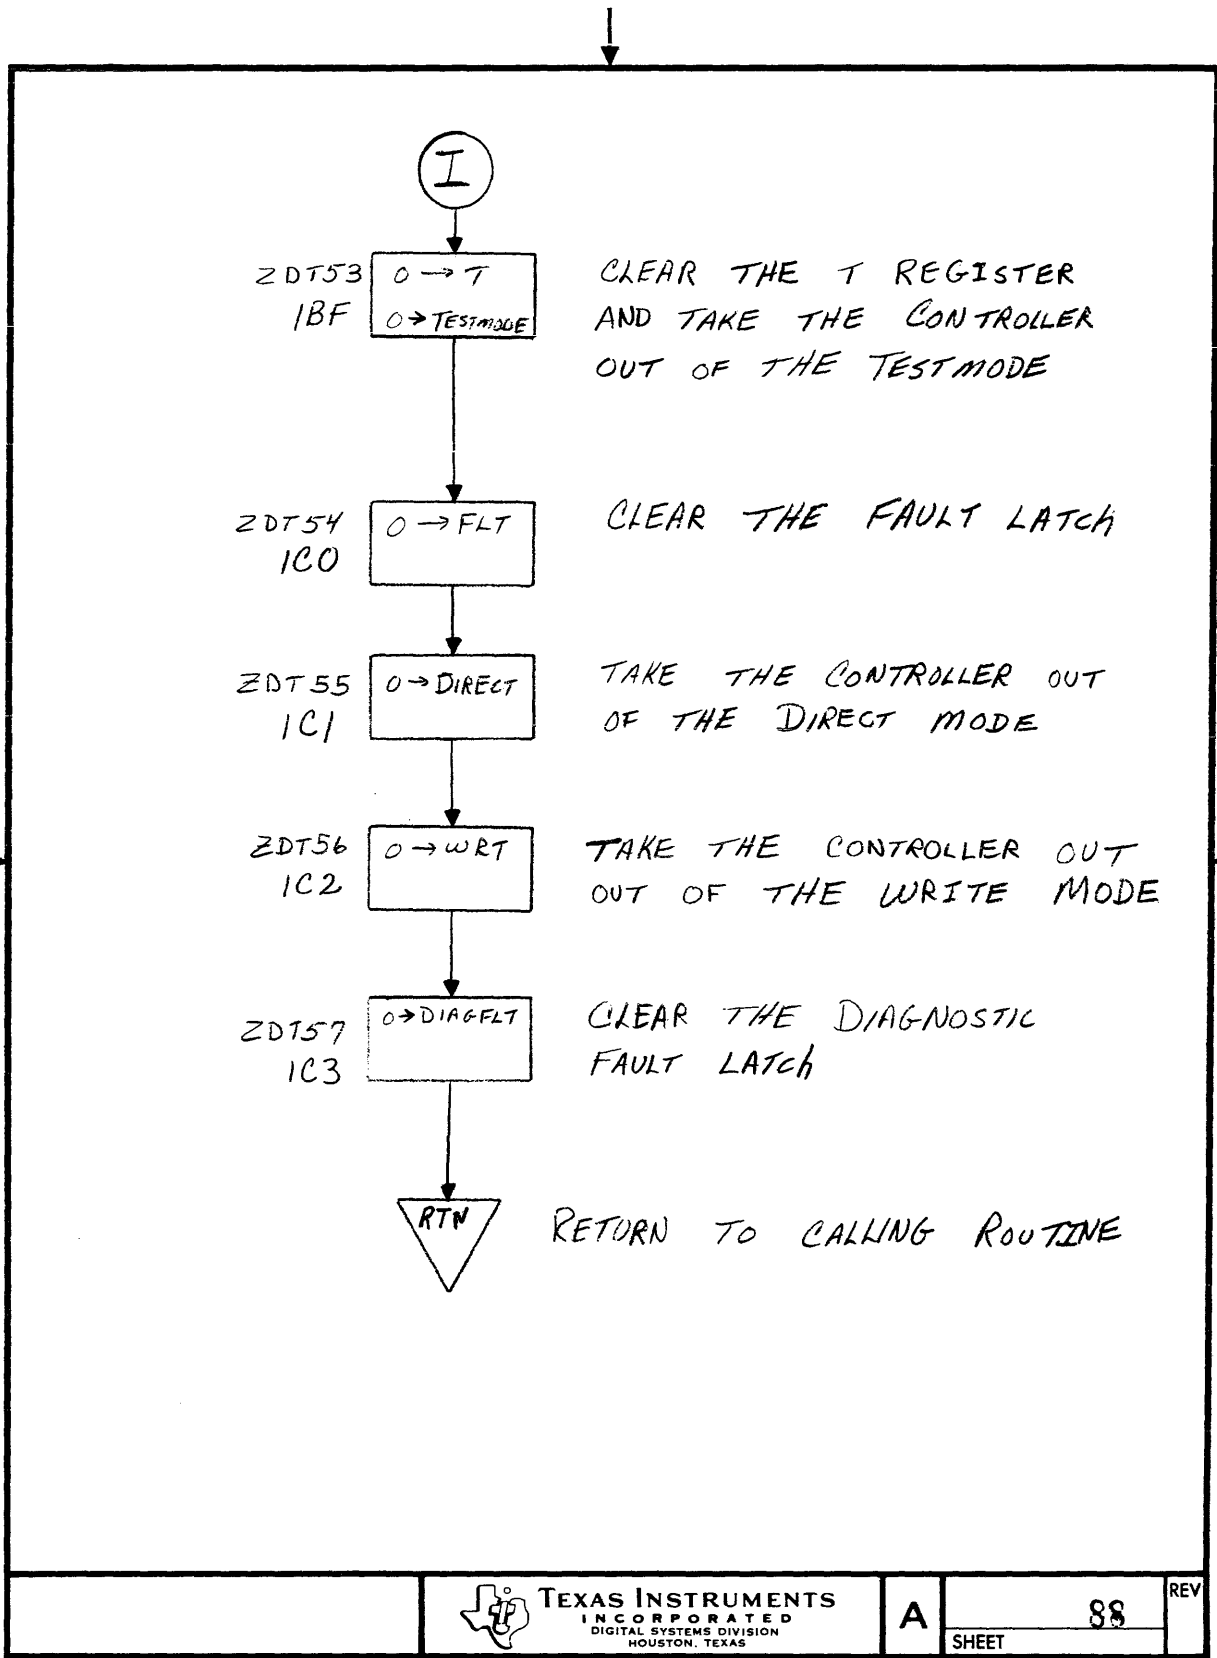 I
ZDT53
1BF
0 → T
0 → TESTMODE
CLEAR THE T REGISTER
AND TAKE THE CONTROLLER
OUT OF THE TESTMODE
ZDT54
1C0
0 → FLT
CLEAR THE FAULT LATCH
ZDT55
1C1
0 → DIRECT
TAKE THE CONTROLLER OUT
OF THE DIRECT MODE
ZDT56
1C2
0 → WRT
TAKE THE CONTROLLER OUT
OUT OF THE WRITE MODE
ZDT57
1C3
0 → DIAGFLT
CLEAR THE DIAGNOSTIC
FAULT LATCH
RTN
RETURN TO CALLING ROUTINE
TEXAS INSTRUMENTS
INCORPORATED
DIGITAL SYSTEMS DIVISION
HOUSTON, TEXAS
A
88
SHEET
REV